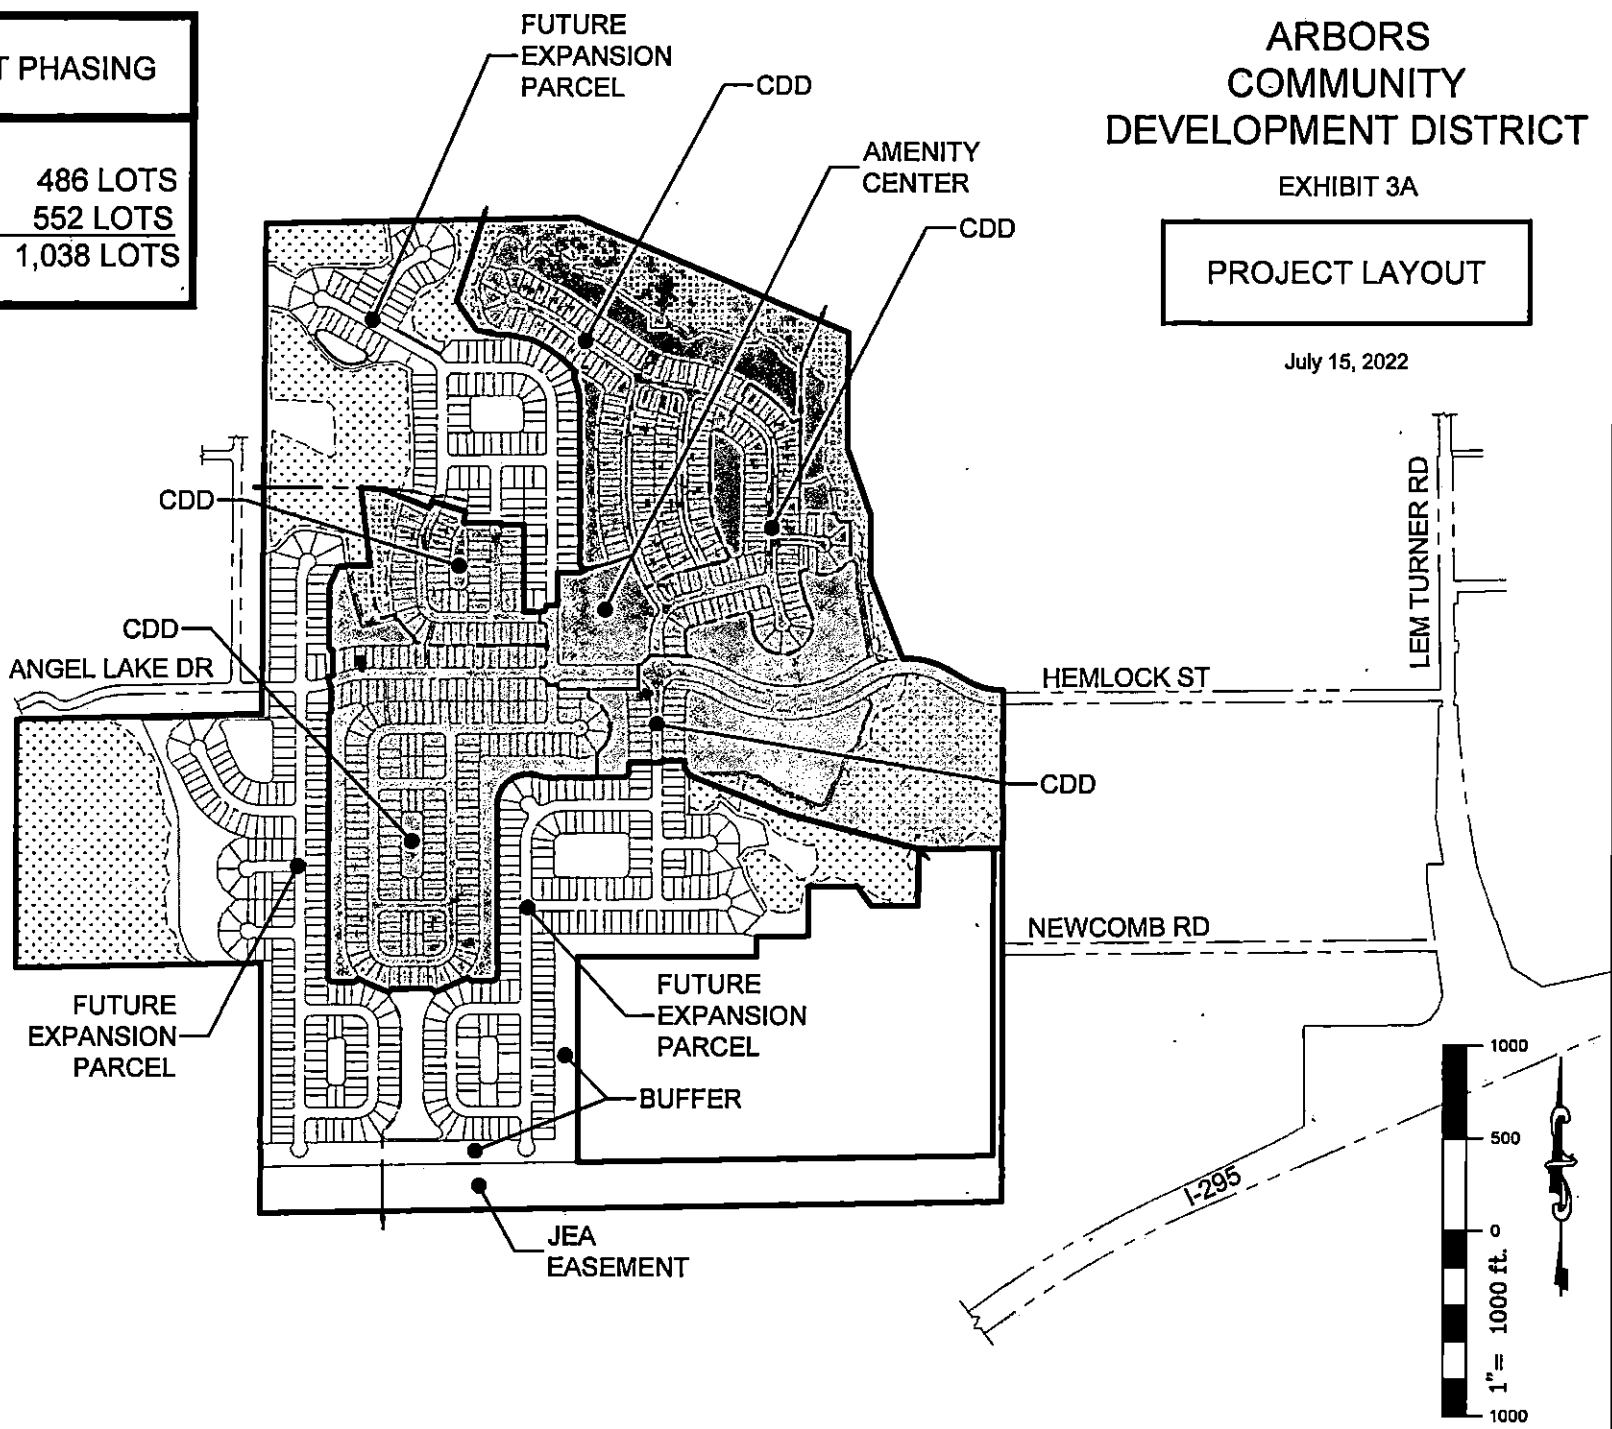 T PHASING
486 LOTS
552 LOTS
1,038 LOTS
FUTURE
EXPANSION
PARCEL
CDD
AMENITY
CENTER
CDD
ARBORS
COMMUNITY
DEVELOPMENT DISTRICT
EXHIBIT 3A
PROJECT LAYOUT
July 15, 2022
CDD
CDD
ANGEL LAKE DR
LEM TURNER RD
HEMLOCK ST
CDD
NEWCOMB RD
FUTURE
EXPANSION
PARCEL
FUTURE
EXPANSION
PARCEL
BUFFER
JEA
EASEMENT
I-295
1000
500
0
1000
1"= 1000 ft.